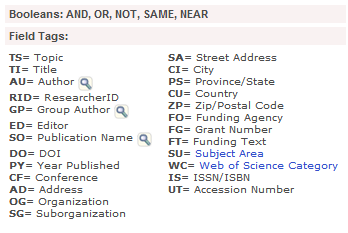 Booleans: AND, OR, NOT, SAME, NEAR
Field Tags:
TS= Topic
TI= Title
AU= Author
RID= ResearcherID
GP= Group Author
ED= Editor
SO= Publication Name
DO= DOI
PY= Year Published
CF= Conference
AD= Address
OG= Organization
SG= Suborganization
SA= Street Address
CI= City
PS= Province/State
CU= Country
ZP= Zip/Postal Code
FO= Funding Agency
FG= Grant Number
FT= Funding Text
SU= Subject Area
WC= Web of Science Category
IS= ISSN/ISBN
UT= Accession Number